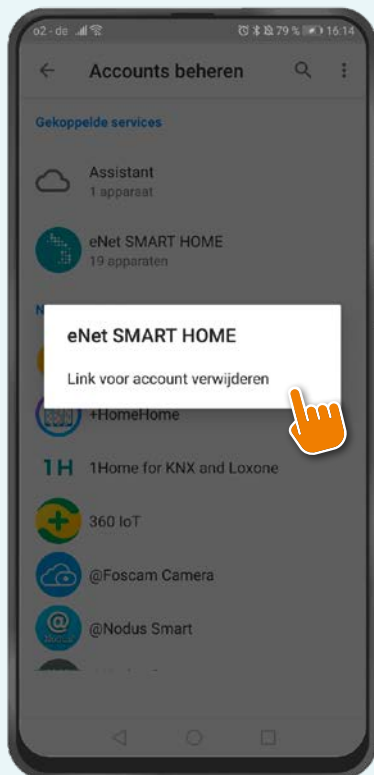 o2 - de 79 % 16:14
Accounts beheren
Gekoppelde services
Assistant
1 apparaat
eNet SMART HOME
19 apparaten
N
eNet SMART HOME
Link voor account verwijderen
+HomeHome
1H 1Home for KNX and Loxone
360 IoT
@Foscam Camera
@Nodus Smart